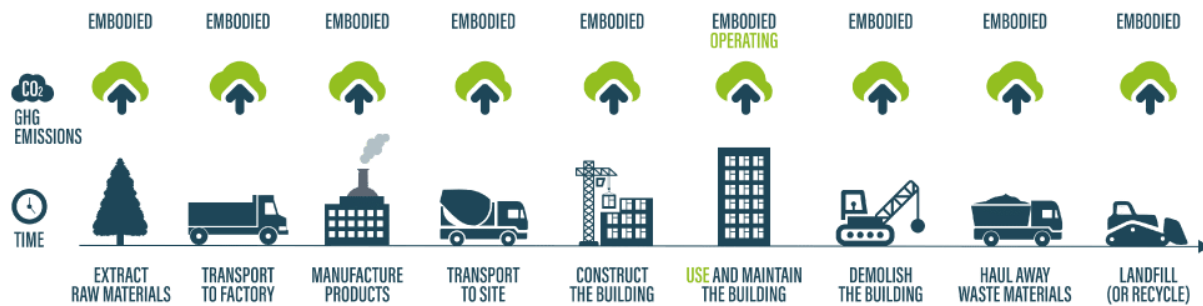 EMBODIED EMBODIED EMBODIED EMBODIED EMBODIED EMBODIED EMBODIED EMBODIED EMBODIED
OPERATING
CO₂
GHG
EMISSIONS
TIME
EXTRACT
RAW MATERIALS
TRANSPORT
TO FACTORY
MANUFACTURE
PRODUCTS
TRANSPORT
TO SITE
CONSTRUCT
THE BUILDING
USE AND MAINTAIN
THE BUILDING
DEMOLISH
THE BUILDING
HAUL AWAY
WASTE MATERIALS
LANDFILL
(OR RECYCLE)